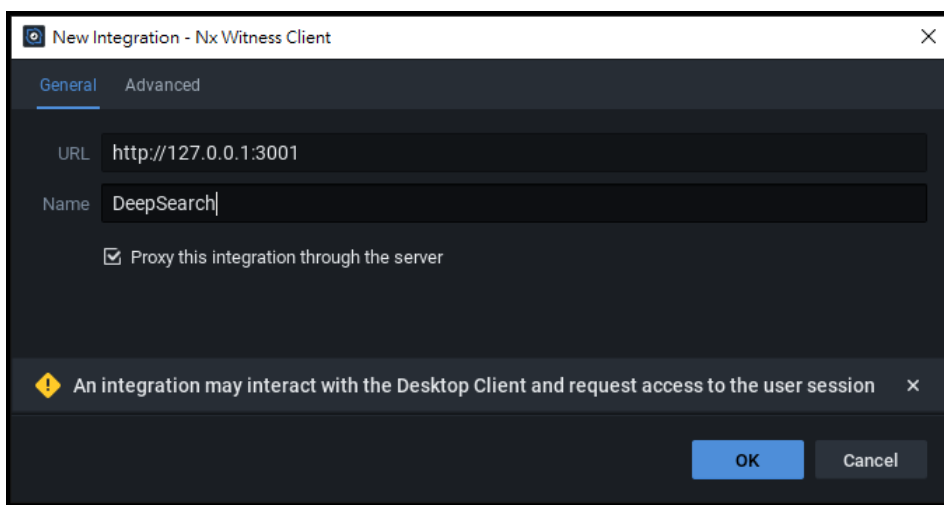 New Integration - Nx Witness Client
General Advanced
URL http://127.0.0.1:3001
Name DeepSearch
Proxy this integration through the server
An integration may interact with the Desktop Client and request access to the user session
OK Cancel